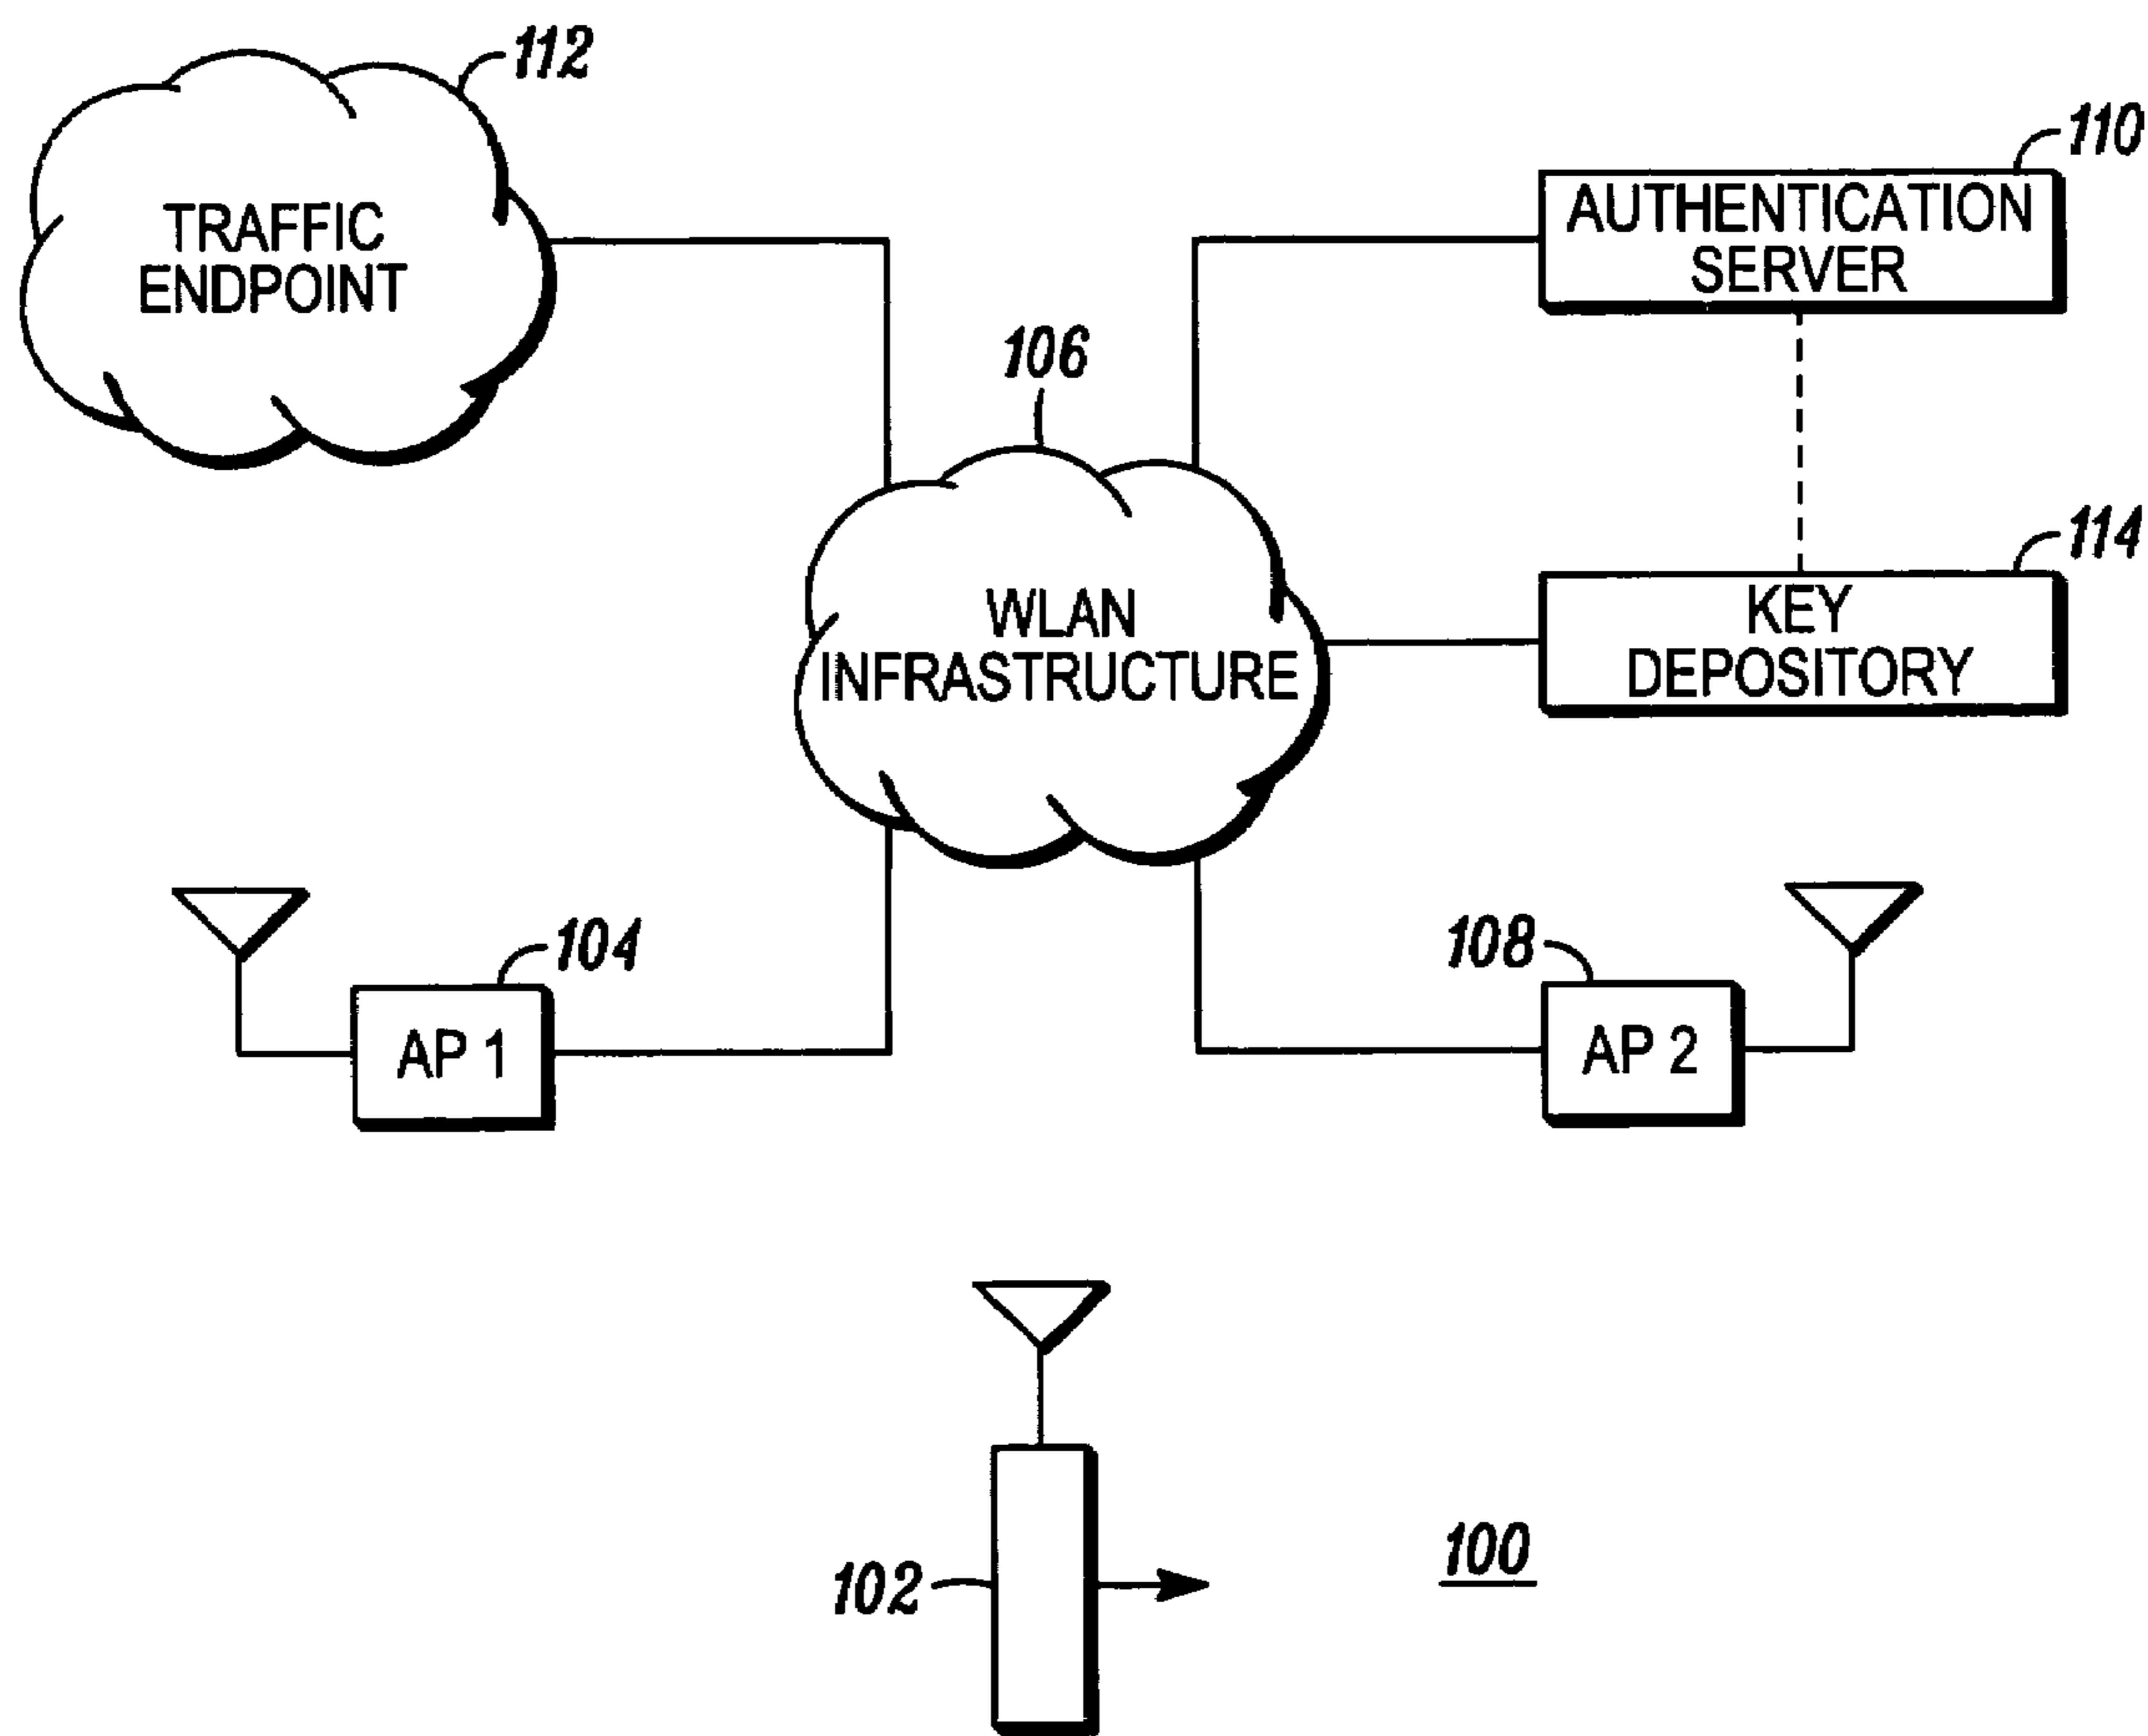 112
TRAFFIC
ENDPOINT
110
AUTHENTICATION
SERVER
106
WLAN
INFRASTRUCTURE
114
KEY
DEPOSITORY
104
AP 1
108
AP 2
102
100